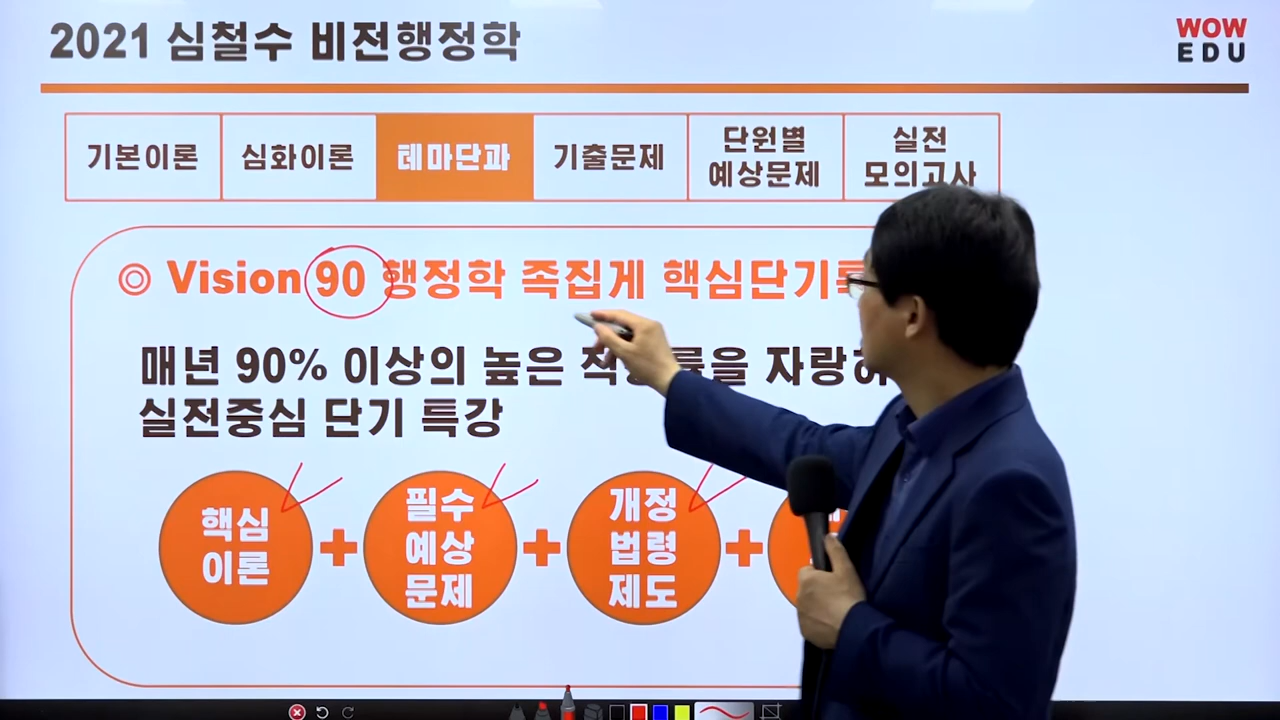 2021 심철수 비전행정학
WOW
EDU
기본이론
심화이론
테마단과
기출문제
단원별
예상문제
실전
모의고사
◎ Vision 90 행정학 족집게 핵심단기
매년 90% 이상의 높은 자랑
실전중심 단기 특강
핵심
이론
+
필수
예상
문제
+
개정
법령
제도
+